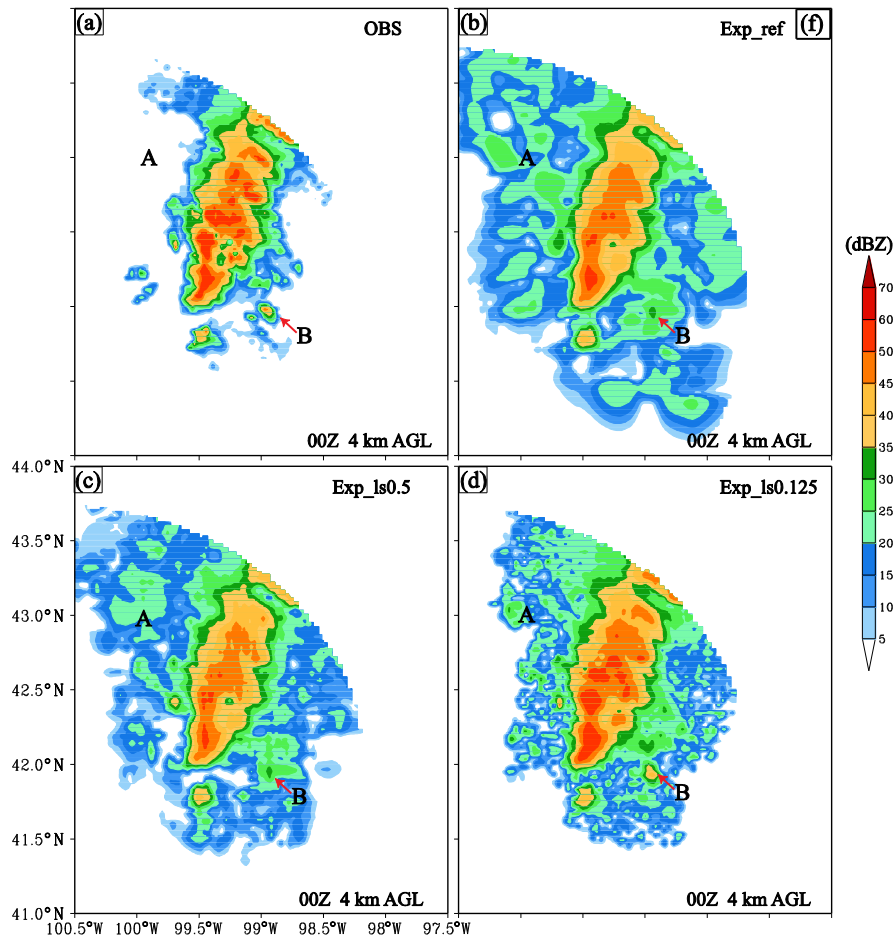 (a) OBS
A
B
00Z 4 km AGL
(b) Exp_ref (f)
A
B
00Z 4 km AGL
(dBZ)
70
60
50
45
40
35
30
25
20
15
10
5
(c) Exp_ls0.5
A
B
00Z 4 km AGL
(d) Exp_ls0.125
A
B
00Z 4 km AGL
44.0°N
43.5°N
43.0°N
42.5°N
42.0°N
41.5°N
41.0°N
100.5°W 100°W 99.5°W 99°W 98.5°W 98°W 97.5°W